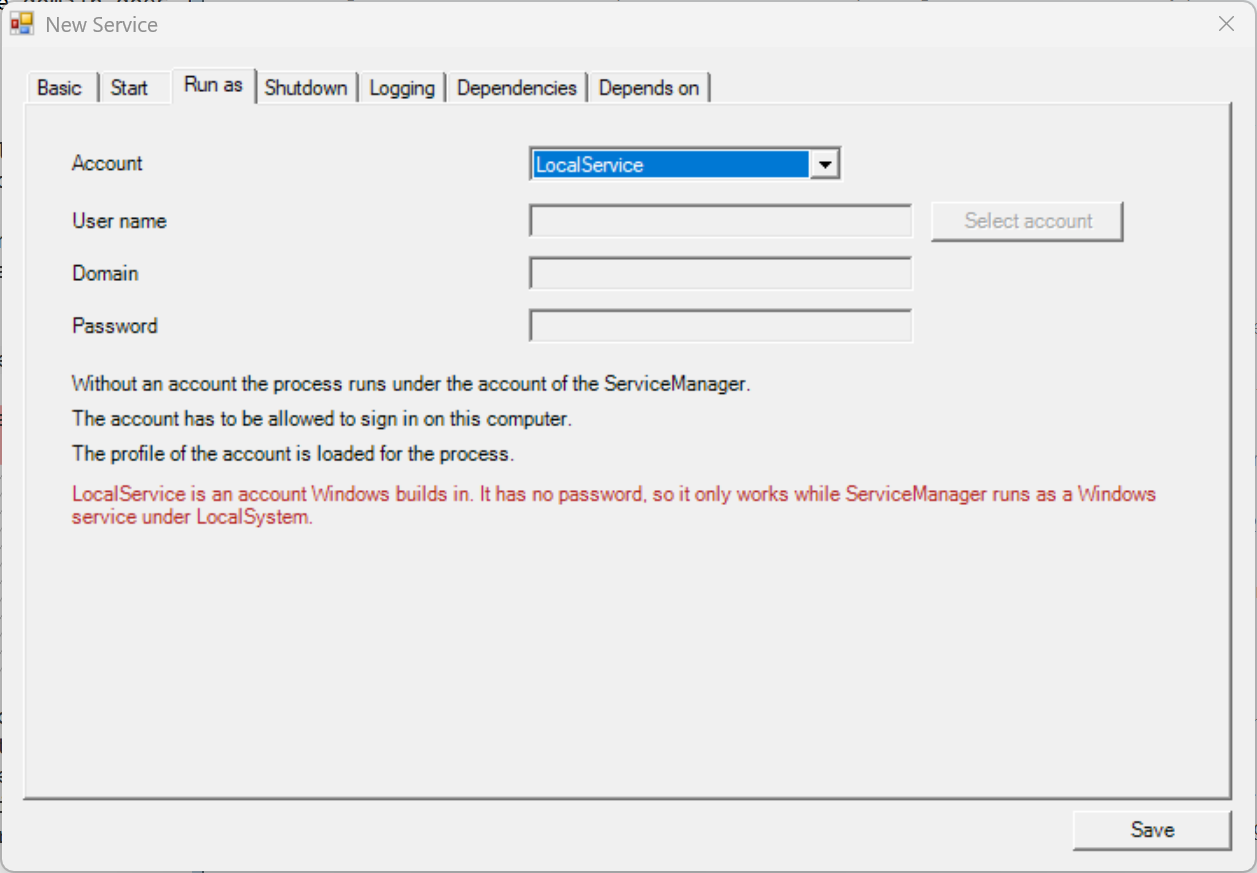 New Service
Basic
Start
Run as
Shutdown
Logging
Dependencies
Depends on
Account
LocalService
User name
Select account
Domain
Password
Without an account the process runs under the account of the ServiceManager.
The account has to be allowed to sign in on this computer.
The profile of the account is loaded for the process.
LocalService is an account Windows builds in. It has no password, so it only works while ServiceManager runs as a Windows
service under LocalSystem.
Save